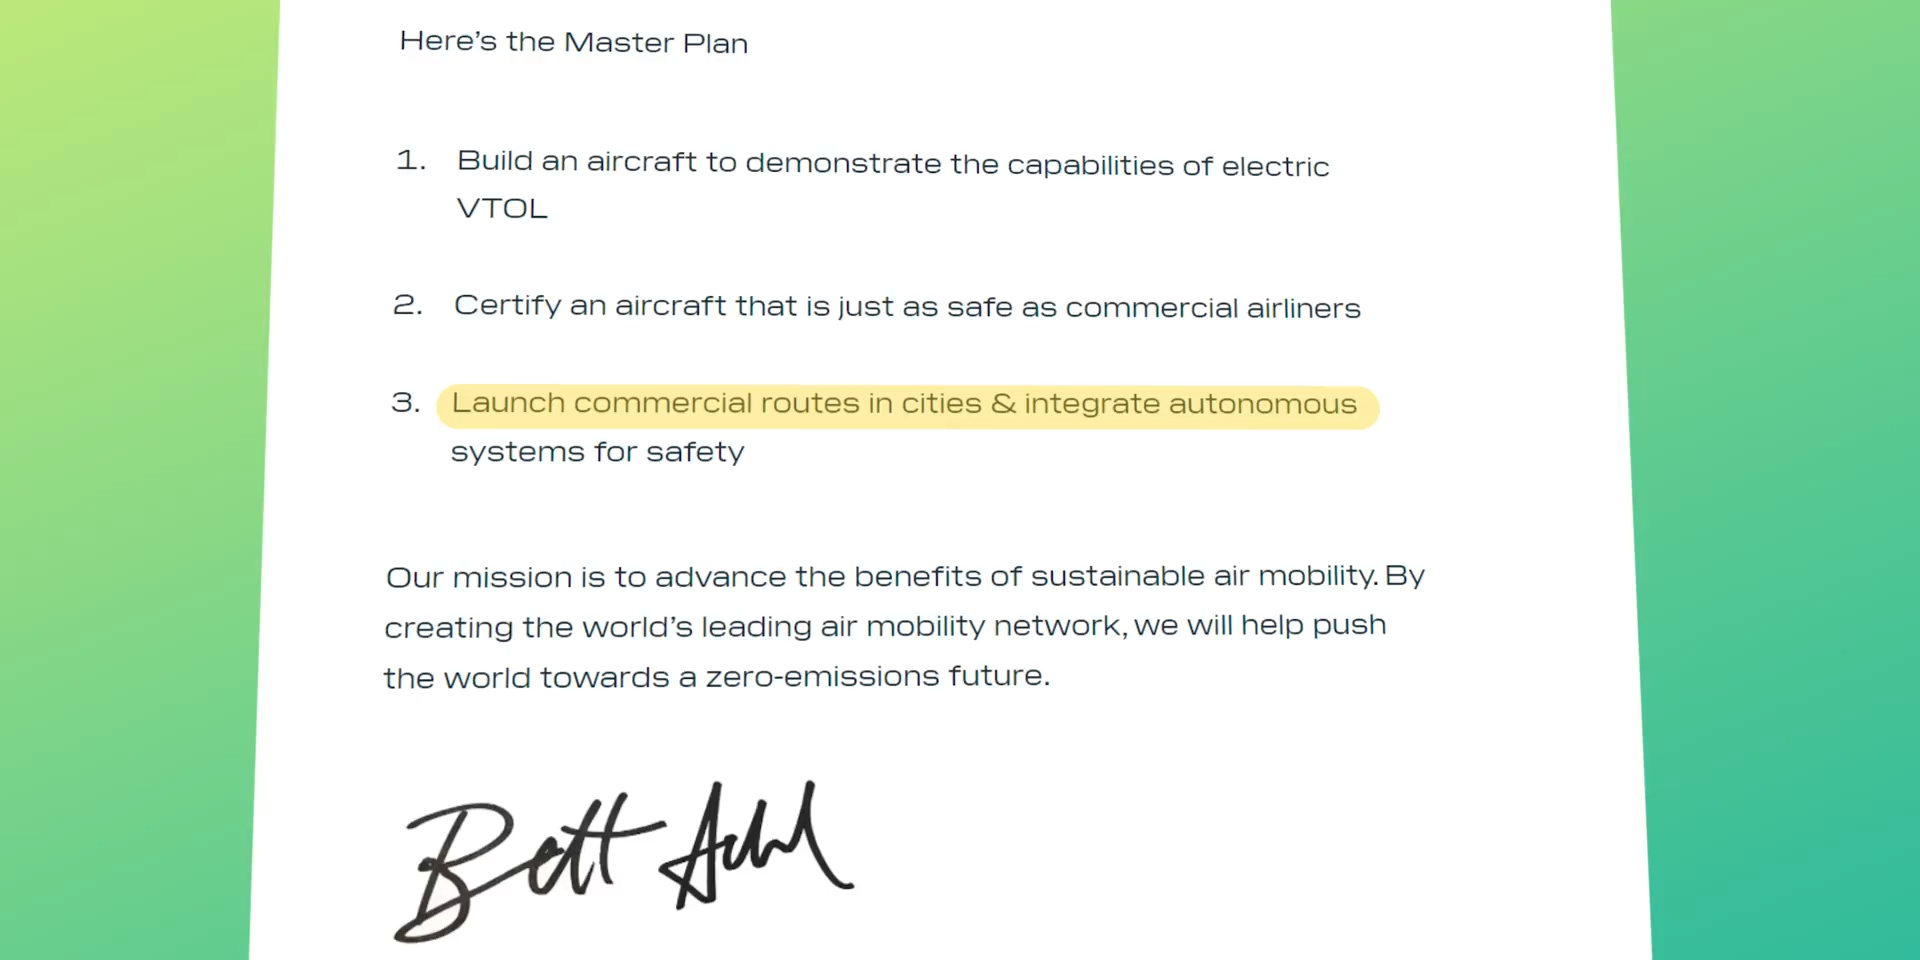 Here’s the Master Plan
1. Build an aircraft to demonstrate the capabilities of electric
VTOL
2. Certify an aircraft that is just as safe as commercial airliners
3. Launch commercial routes in cities & integrate autonomous
systems for safety
Our mission is to advance the benefits of sustainable air mobility. By
creating the world’s leading air mobility network, we will help push
the world towards a zero-emissions future.